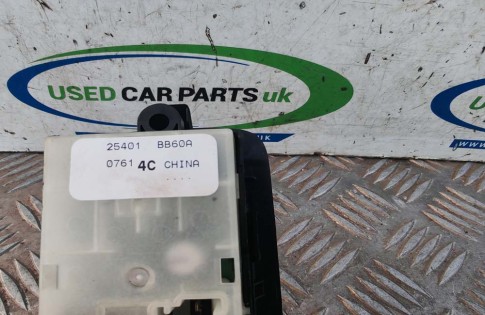 USED CAR PARTS uk
25401 BB60A
0761 4C CHINA